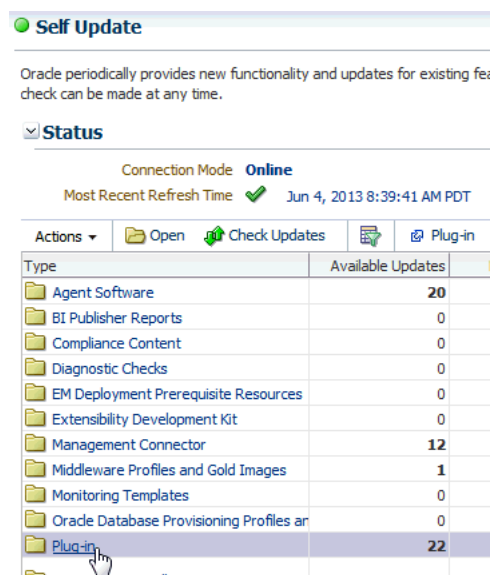 Self Update
Oracle periodically provides new functionality and updates for existing fea
check can be made at any time.
Status
Connection Mode Online
Most Recent Refresh Time Jun 4, 2013 8:39:41 AM PDT
Actions Open Check Updates Plug-in
Type Available Updates
Agent Software 20
BI Publisher Reports 0
Compliance Content 0
Diagnostic Checks 0
EM Deployment Prerequisite Resources 0
Extensibility Development Kit 0
Management Connector 12
Middleware Profiles and Gold Images 1
Monitoring Templates 0
Oracle Database Provisioning Profiles an 0
Plug-in 22